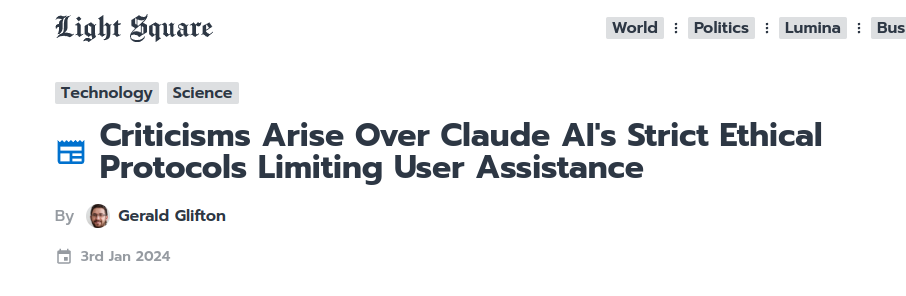 Light Square
World ⋮ Politics ⋮ Lumina ⋮ Bus
Technology Science
Criticisms Arise Over Claude AI's Strict Ethical
Protocols Limiting User Assistance
By Gerald Glifton
3rd Jan 2024